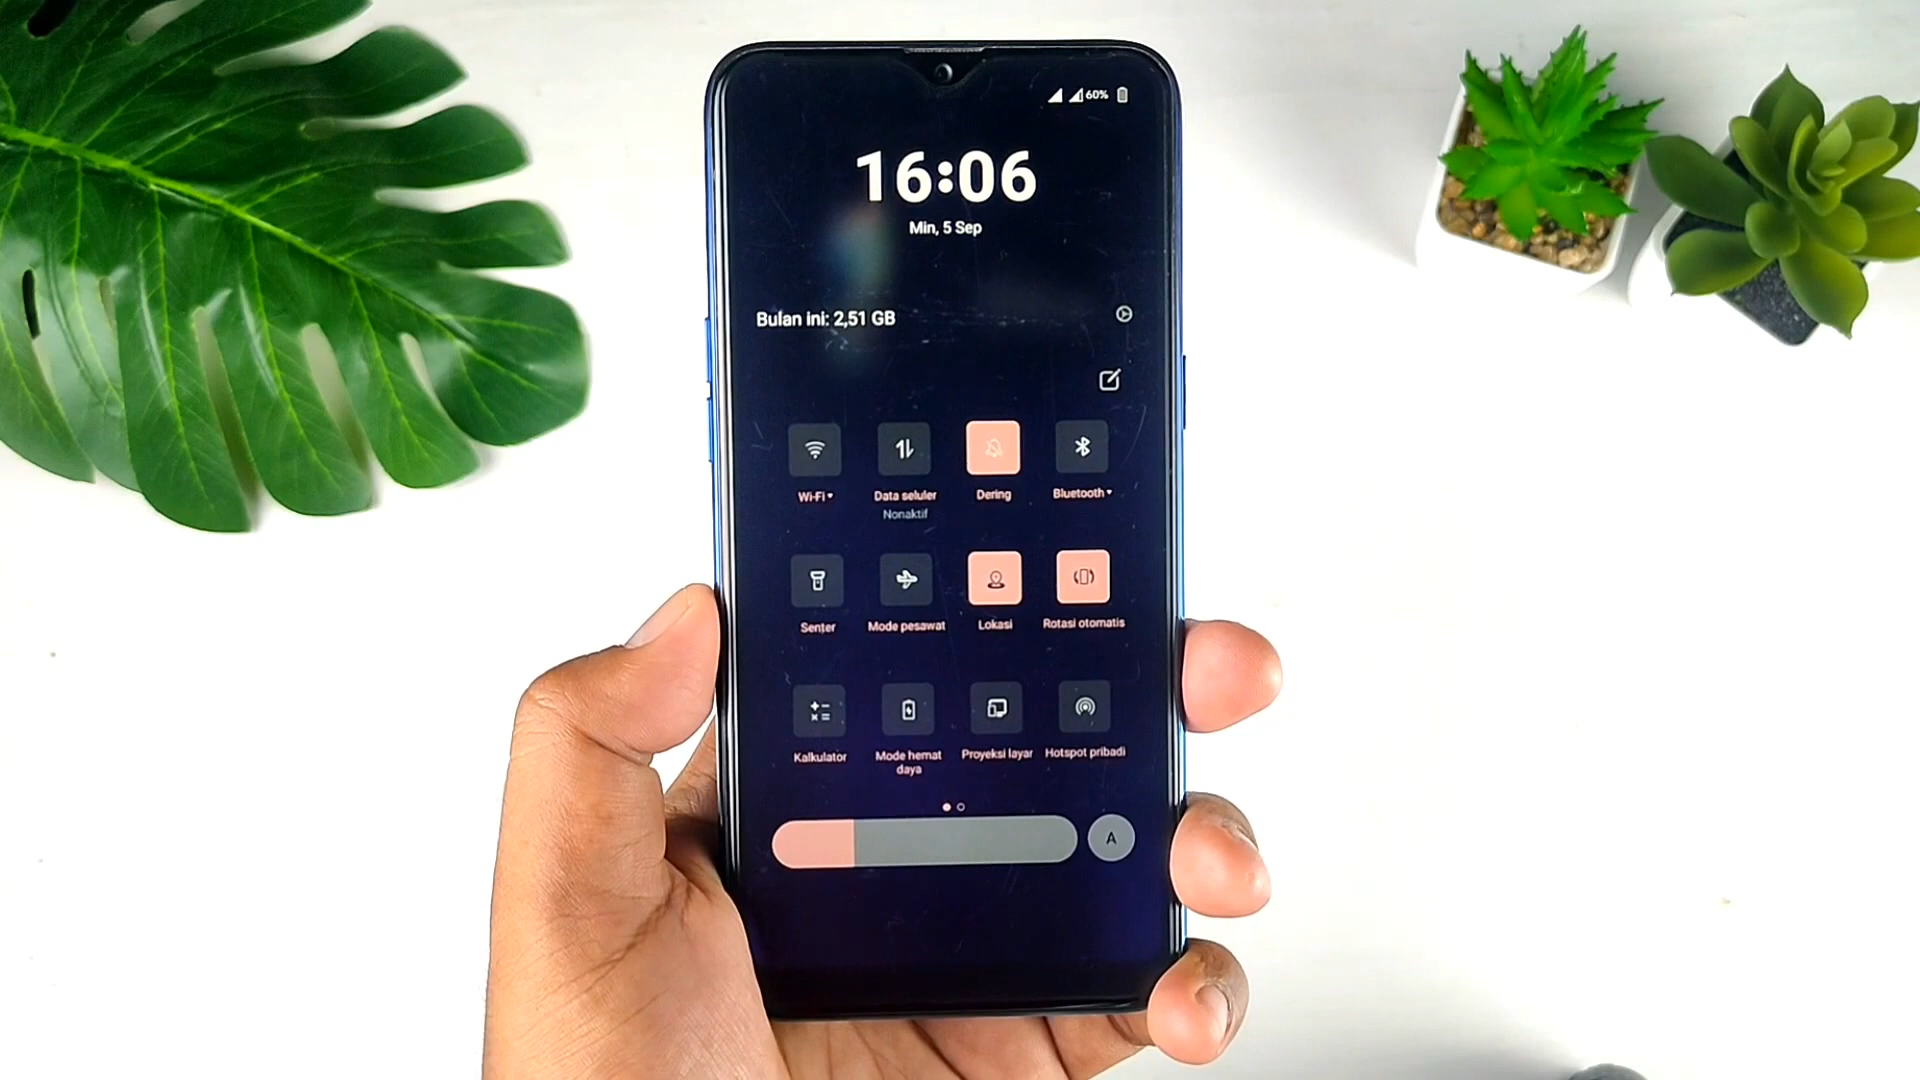 60%
16:06
Min, 5 Sep
Bulan ini: 2,51 GB
Wi-Fi
Data seluler
Nonaktif
Dering
Bluetooth
Senter
Mode pesawat
Lokasi
Rotasi otomatis
Kalkulator
Mode hemat
daya
Proyeksi layar
Hotspot pribadi
A